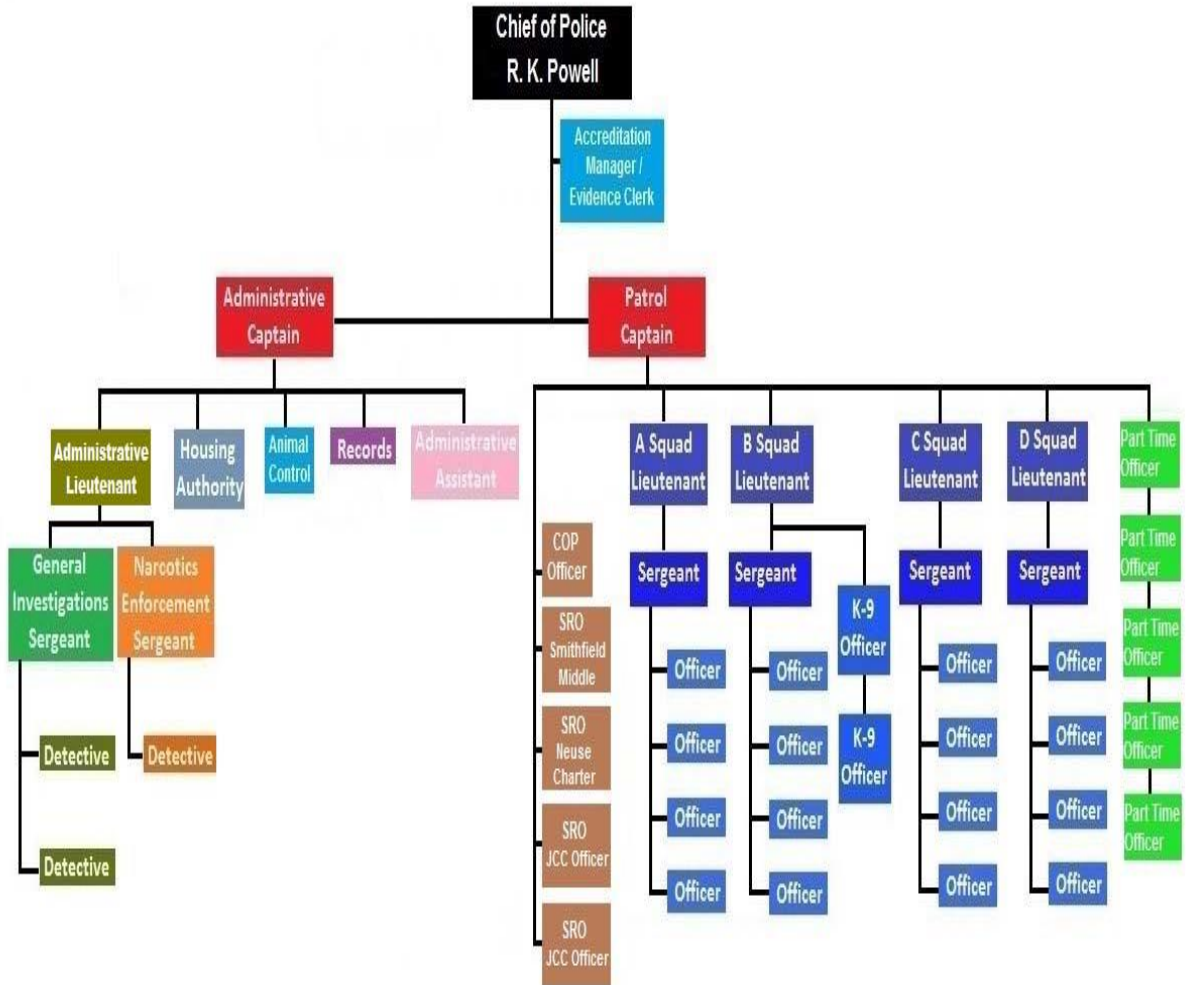 Chief of Police
R. K. Powell
Accreditation
Manager /
Evidence Clerk
Administrative
Captain
Patrol
Captain
Administrative
Lieutenant
Housing
Authority
Animal
Control
Records
Administrative
Assistant
General
Investigations
Sergeant
Narcotics
Enforcement
Sergeant
Detective
Detective
Detective
COP
Officer
SRO
Smithfield
Middle
SRO
Neuse
Charter
SRO
JCC Officer
SRO
JCC Officer
A Squad
Lieutenant
Sergeant
Officer
Officer
Officer
Officer
B Squad
Lieutenant
Sergeant
Officer
Officer
Officer
Officer
K-9
Officer
K-9
Officer
C Squad
Lieutenant
Sergeant
Officer
Officer
Officer
Officer
D Squad
Lieutenant
Sergeant
Officer
Officer
Officer
Officer
Part Time
Officer
Part Time
Officer
Part Time
Officer
Part Time
Officer
Part Time
Officer